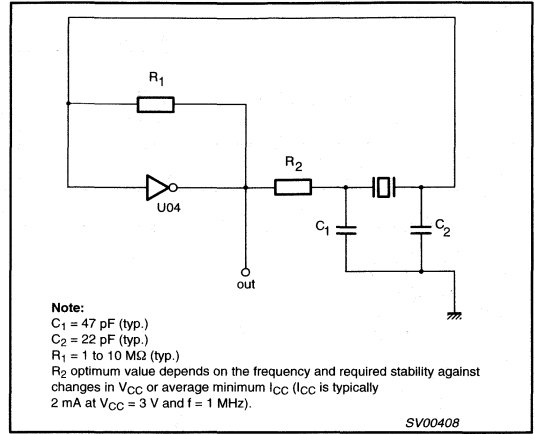 R1
R2
U04
C1
C2
out
Note:
C1 = 47 pF (typ.)
C2 = 22 pF (typ.)
R1 = 1 to 10 MΩ (typ.)
R2 optimum value depends on the frequency and required stability against
changes in VCC or average minimum ICC (ICC is typically
2 mA at VCC = 3 V and f = 1 MHz).
SV00408